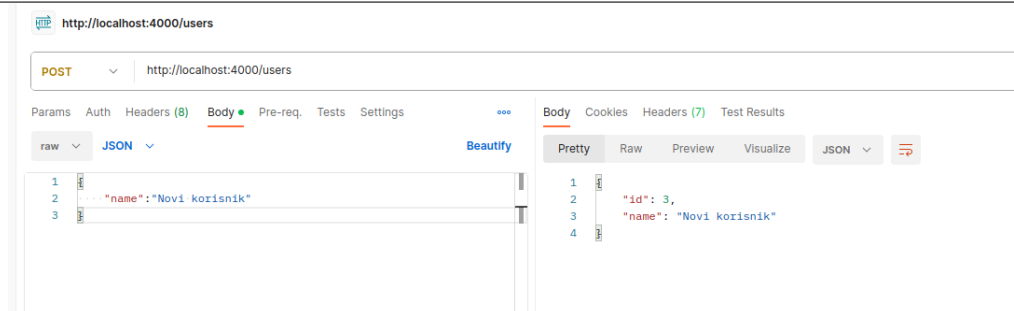 HTTP http://localhost:4000/users
POST http://localhost:4000/users
Params Auth Headers (8) Body Pre-req. Tests Settings
raw JSON Beautify
1 {
2 "name":"Novi korisnik"
3 }
Body Cookies Headers (7) Test Results
Pretty Raw Preview Visualize JSON
1 {
2 "id": 3,
3 "name": "Novi korisnik"
4 }